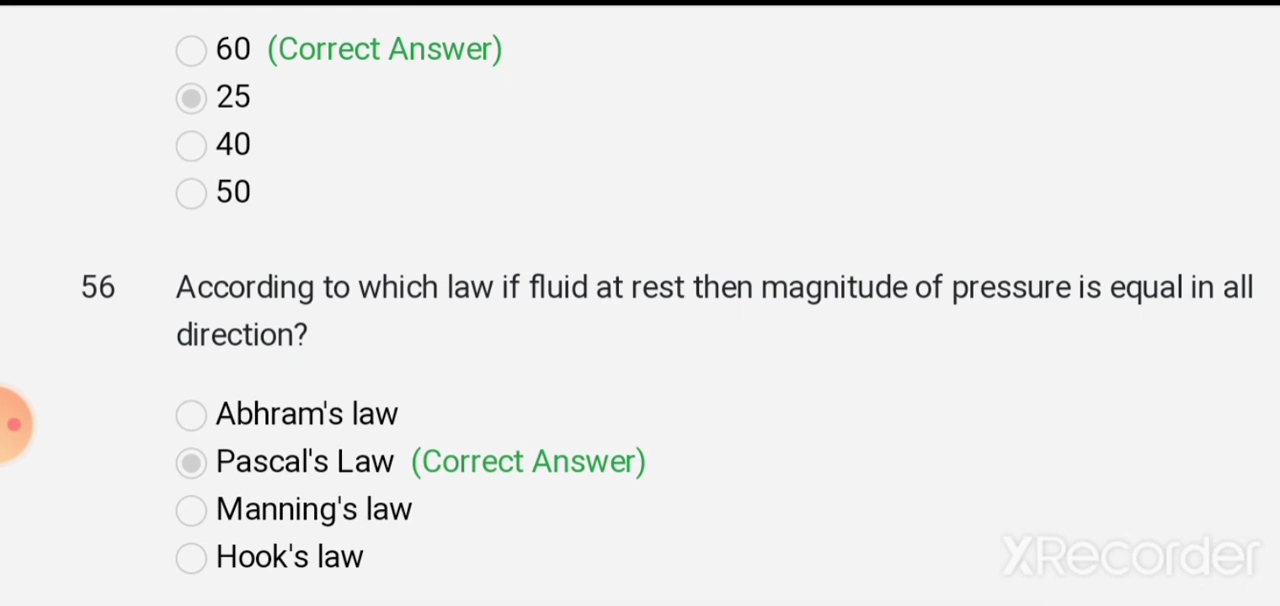 60 (Correct Answer)
25
40
50
56 According to which law if fluid at rest then magnitude of pressure is equal in all
direction?
Abhram's law
Pascal's Law (Correct Answer)
Manning's law
Hook's law
XRecorder